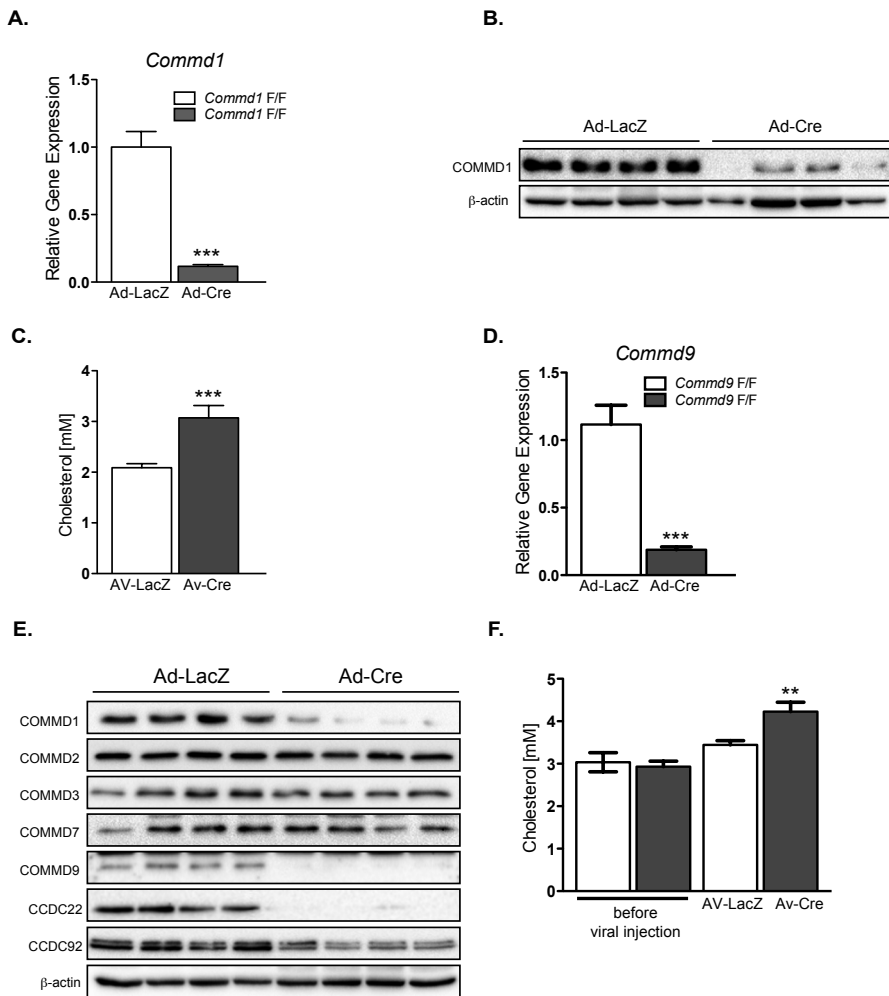 A.
Commd1
Relative Gene Expression
1.5
1.0
0.5
0.0
Commd1 F/F
Commd1 F/F
***
Ad-LacZ Ad-Cre
B.
Ad-LacZ Ad-Cre
COMMD1
β-actin
C.
Cholesterol [mM]
4
3
2
1
0
***
AV-LacZ Av-Cre
D.
Commd9
Relative Gene Expression
1.5
1.0
0.5
0.0
Commd9 F/F
Commd9 F/F
***
Ad-LacZ Ad-Cre
E.
Ad-LacZ Ad-Cre
COMMD1
COMMD2
COMMD3
COMMD7
COMMD9
CCDC22
CCDC92
β-actin
F.
Cholesterol [mM]
5
4
3
2
1
0
**
before
viral injection
AV-LacZ Av-Cre